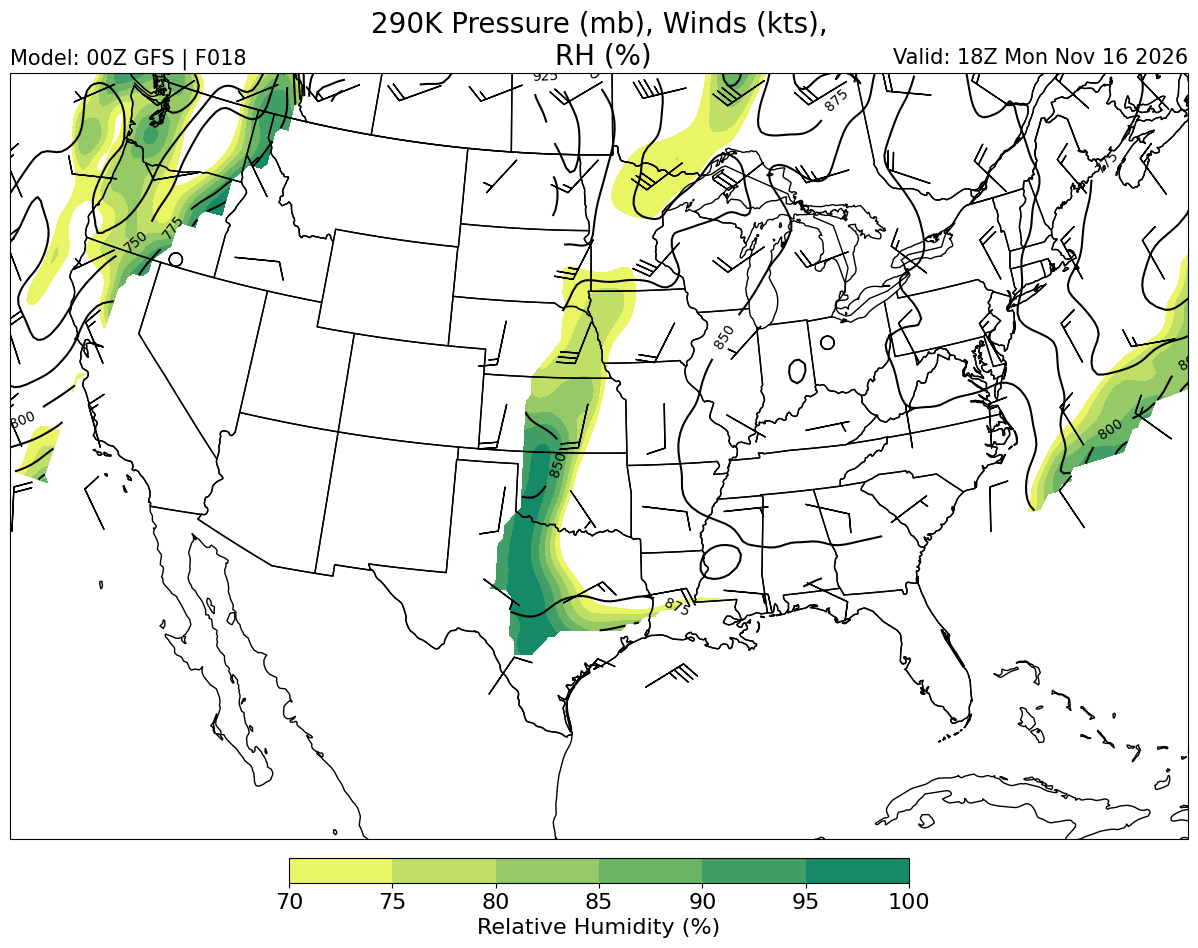 290K Pressure (mb), Winds (kts),
RH (%)
Model: 00Z GFS | F018
Valid: 18Z Mon Nov 16 2026
925
875
775
750
850
800
850
800
875
70 75 80 85 90 95 100
Relative Humidity (%)